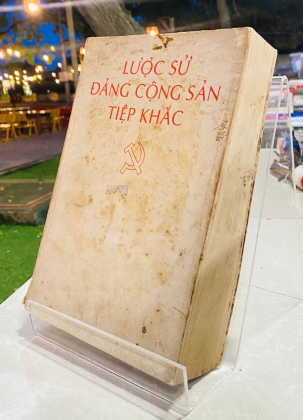 LƯỢC SỬ
ĐẢNG CỘNG SẢN
TIỆP KHẮC